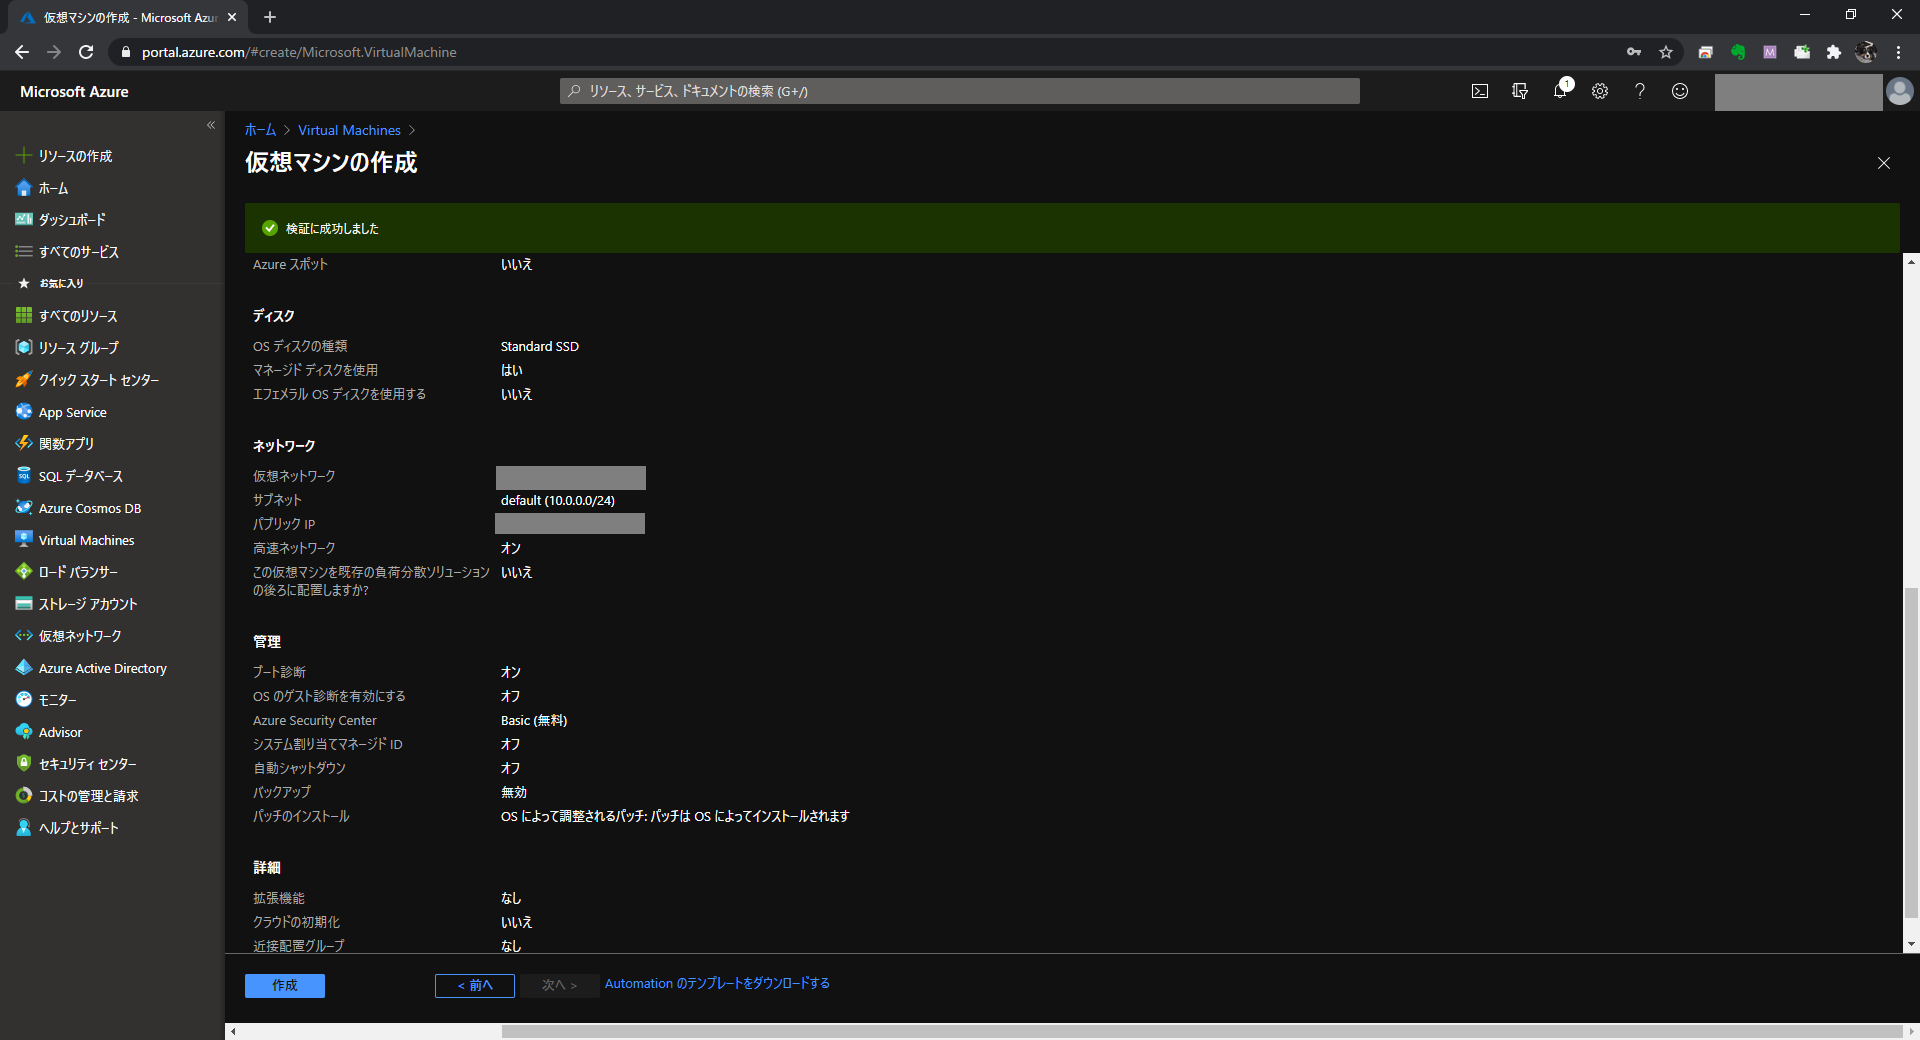 仮想マシンの作成 - Microsoft Azur
portal.azure.com/#create/Microsoft.VirtualMachine
Microsoft Azure
リソース、サービス、ドキュメントの検索 (G+/)
1
リソースの作成
ホーム
ダッシュボード
すべてのサービス
お気に入り
すべてのリソース
リソース グループ
クイック スタート センター
App Service
関数アプリ
SQL データベース
Azure Cosmos DB
Virtual Machines
ロード バランサー
ストレージ アカウント
仮想ネットワーク
Azure Active Directory
モニター
Advisor
セキュリティ センター
コストの管理と請求
ヘルプとサポート
ホーム > Virtual Machines >
仮想マシンの作成
検証に成功しました
Azure スポット いいえ
ディスク
OS ディスクの種類 Standard SSD
マネージド ディスクを使用 はい
エフェメラル OS ディスクを使用する いいえ
ネットワーク
仮想ネットワーク
サブネット default (10.0.0.0/24)
パブリック IP
高速ネットワーク オン
この仮想マシンを既存の負荷分散ソリューション いいえ
の後ろに配置しますか?
管理
ブート診断 オン
OS のゲスト診断を有効にする オフ
Azure Security Center Basic (無料)
システム割り当てマネージド ID オフ
自動シャットダウン オフ
バックアップ 無効
パッチのインストール OS によって調整されるパッチ: パッチは OS によってインストールされます
詳細
拡張機能 なし
クラウドの初期化 いいえ
近接配置グループ なし
作成
< 前へ
次へ >
Automation のテンプレートをダウンロードする